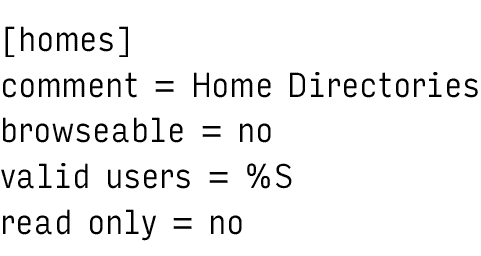 [homes]
comment = Home Directories
browseable = no
valid users = %S
read only = no